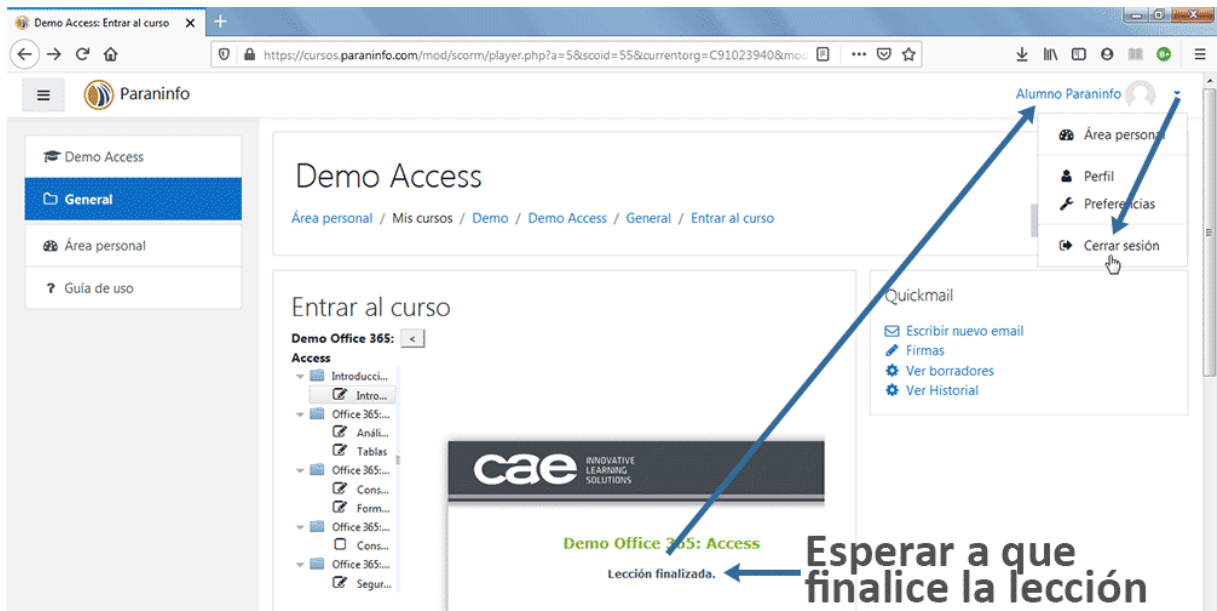 Demo Access: Entrar al curso
https://cursos.paraninfo.com/mod/scorm/player.php?a=5&scoid=55&currentorg=C91023940&mod
Paraninfo
Alumno Paraninfo
Área personal
Perfil
Preferencias
Cerrar sesión
Demo Access
General
Área personal
Guía de uso
Demo Access
Área personal / Mis cursos / Demo / Demo Access / General / Entrar al curso
Entrar al curso
Demo Office 365: <
Access
Introducci...
Intro...
Office 365:...
Análi...
Tablas
Office 365:...
Cons...
Form...
Office 365:...
Cons...
Office 365:...
Segur...
cae INNOVATIVE
LEARNING
SOLUTIONS
Demo Office 365: Access
Lección finalizada.
Esperar a que
finalice la lección
Quickmail
Escribir nuevo email
Firmas
Ver borradores
Ver Historial